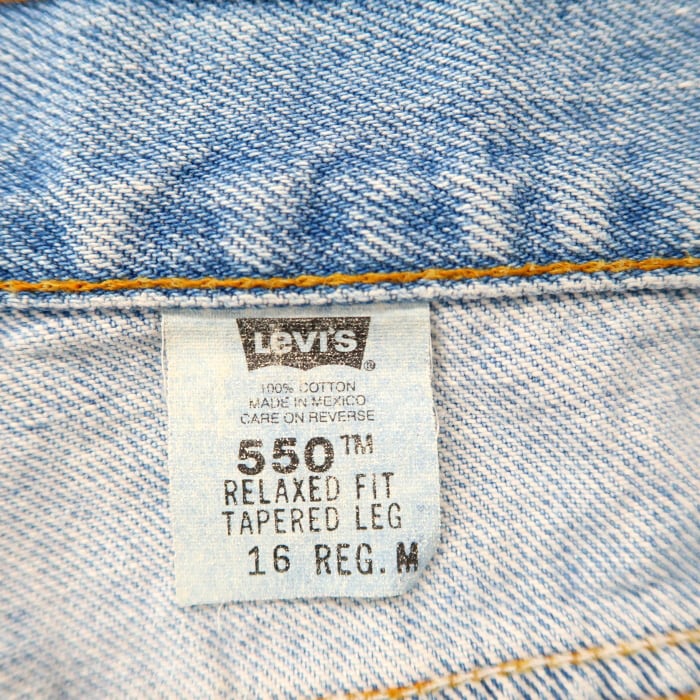 LEVI'S ®
100% COTTON
MADE IN MEXICO
CARE ON REVERSE
550™
RELAXED FIT
TAPERED LEG
16 REG. M